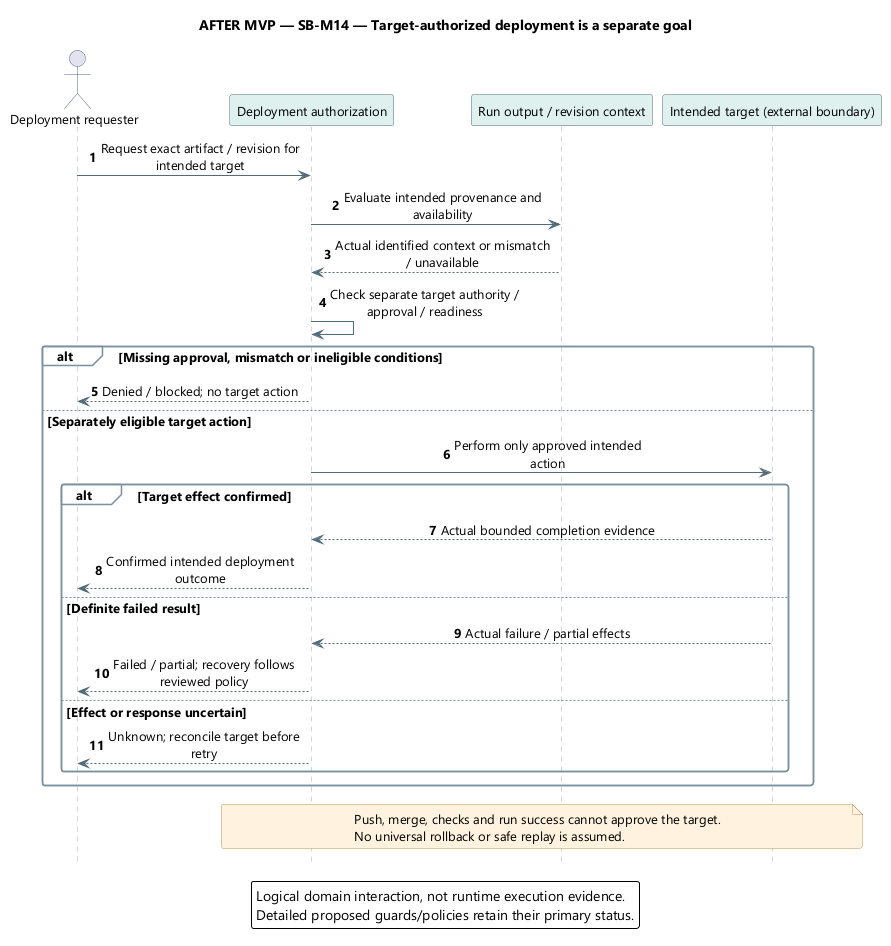 AFTER MVP — SB-M14 — Target-authorized deployment is a separate goal
Deployment requester
Deployment authorization
Run output / revision context
Intended target (external boundary)
1 Request exact artifact / revision for
intended target
2 Evaluate intended provenance and
availability
3 Actual identified context or mismatch
/ unavailable
4 Check separate target authority /
approval / readiness
alt [Missing approval, mismatch or ineligible conditions]
5 Denied / blocked; no target action
[Separately eligible target action]
6 Perform only approved intended
action
alt [Target effect confirmed]
7 Actual bounded completion evidence
8 Confirmed intended deployment
outcome
[Definite failed result]
9 Actual failure / partial effects
10 Failed / partial; recovery follows
reviewed policy
[Effect or response uncertain]
11 Unknown; reconcile target before
retry
Push, merge, checks and run success cannot approve the target.
No universal rollback or safe replay is assumed.
Logical domain interaction, not runtime execution evidence.
Detailed proposed guards/policies retain their primary status.